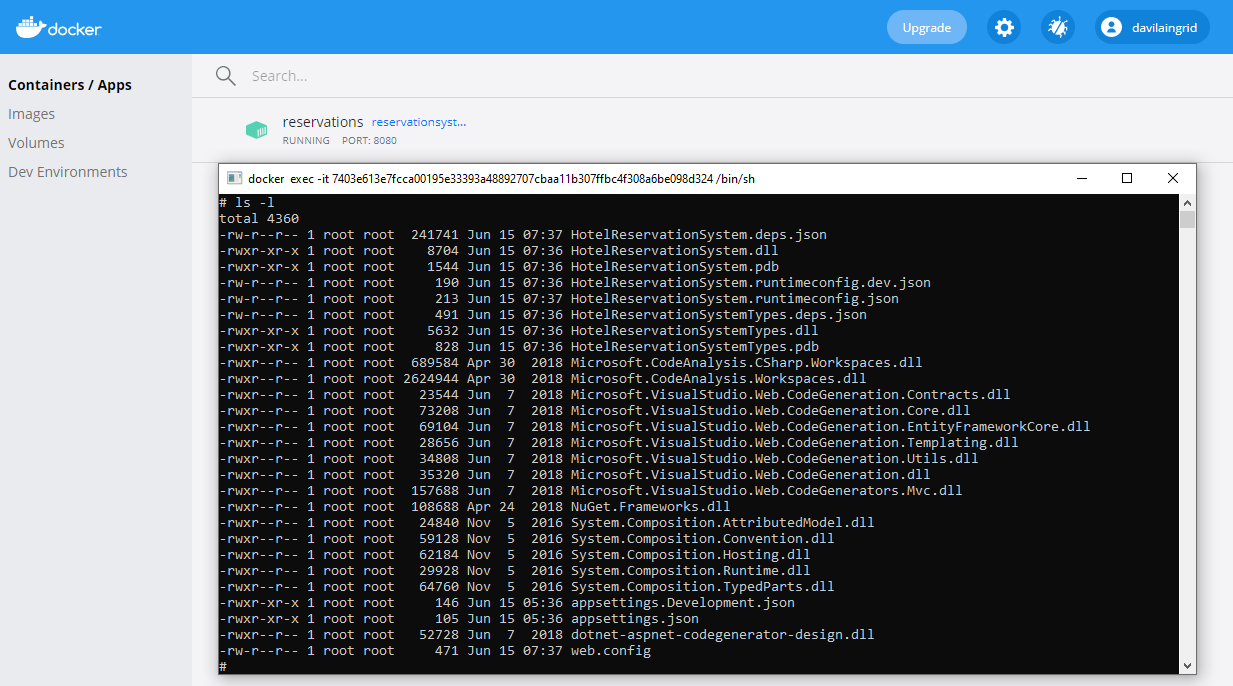 docker
Upgrade
davilaingrid
Containers / Apps
Images
Volumes
Dev Environments
Search...
reservations reservationsyst...
RUNNING PORT: 8080
docker exec -it 7403e613e7fcca00195e33393a48892707cbaa11b307ffbc4f308a6be098d324 /bin/sh
# ls -l
total 4360
-rw-r--r-- 1 root root  241741 Jun 15 07:37 HotelReservationSystem.deps.json
-rwxr-xr-x 1 root root    8704 Jun 15 07:36 HotelReservationSystem.dll
-rwxr-xr-x 1 root root    1544 Jun 15 07:36 HotelReservationSystem.pdb
-rw-r--r-- 1 root root     190 Jun 15 07:36 HotelReservationSystem.runtimeconfig.dev.json
-rw-r--r-- 1 root root     213 Jun 15 07:37 HotelReservationSystem.runtimeconfig.json
-rw-r--r-- 1 root root     491 Jun 15 07:36 HotelReservationSystemTypes.deps.json
-rwxr-xr-x 1 root root    5632 Jun 15 07:36 HotelReservationSystemTypes.dll
-rwxr-xr-x 1 root root     828 Jun 15 07:36 HotelReservationSystemTypes.pdb
-rwxr--r-- 1 root root  689584 Apr 30  2018 Microsoft.CodeAnalysis.CSharp.Workspaces.dll
-rwxr--r-- 1 root root 2624944 Apr 30  2018 Microsoft.CodeAnalysis.Workspaces.dll
-rwxr--r-- 1 root root   23544 Jun  7  2018 Microsoft.VisualStudio.Web.CodeGeneration.Contracts.dll
-rwxr--r-- 1 root root   73208 Jun  7  2018 Microsoft.VisualStudio.Web.CodeGeneration.Core.dll
-rwxr--r-- 1 root root   69104 Jun  7  2018 Microsoft.VisualStudio.Web.CodeGeneration.EntityFrameworkCore.dll
-rwxr--r-- 1 root root   28656 Jun  7  2018 Microsoft.VisualStudio.Web.CodeGeneration.Templating.dll
-rwxr--r-- 1 root root   34808 Jun  7  2018 Microsoft.VisualStudio.Web.CodeGeneration.Utils.dll
-rwxr--r-- 1 root root   35320 Jun  7  2018 Microsoft.VisualStudio.Web.CodeGeneration.dll
-rwxr--r-- 1 root root  157688 Jun  7  2018 Microsoft.VisualStudio.Web.CodeGenerators.Mvc.dll
-rwxr--r-- 1 root root  108688 Apr 24  2018 NuGet.Frameworks.dll
-rwxr--r-- 1 root root   24840 Nov  5  2016 System.Composition.AttributedModel.dll
-rwxr--r-- 1 root root   59128 Nov  5  2016 System.Composition.Convention.dll
-rwxr--r-- 1 root root   62184 Nov  5  2016 System.Composition.Hosting.dll
-rwxr--r-- 1 root root   29928 Nov  5  2016 System.Composition.Runtime.dll
-rwxr--r-- 1 root root   64760 Nov  5  2016 System.Composition.TypedParts.dll
-rwxr-xr-x 1 root root     146 Jun 15 05:36 appsettings.Development.json
-rwxr-xr-x 1 root root     105 Jun 15 05:36 appsettings.json
-rwxr--r-- 1 root root   52728 Jun  7  2018 dotnet-aspnet-codegenerator-design.dll
-rw-r--r-- 1 root root     471 Jun 15 07:37 web.config
#